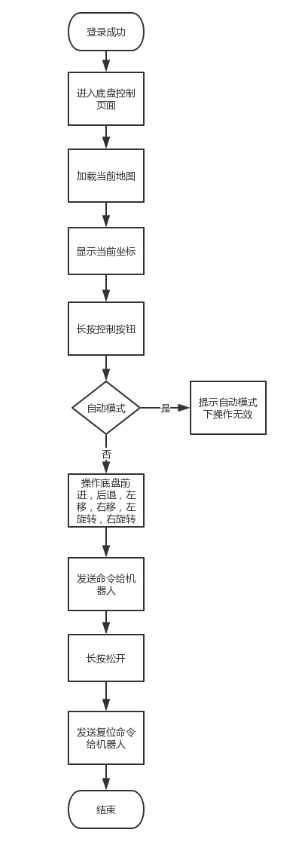 登录成功
进入底盘控制
页面
加载当前地图
显示当前坐标
长按控制按钮
自动模式
是
提示自动模式
下操作无效
否
操作底盘前
进，后退，左
移，右移，左
旋转，右旋转
发送命令给机
器人
长按松开
发送复位命令
给机器人
结束